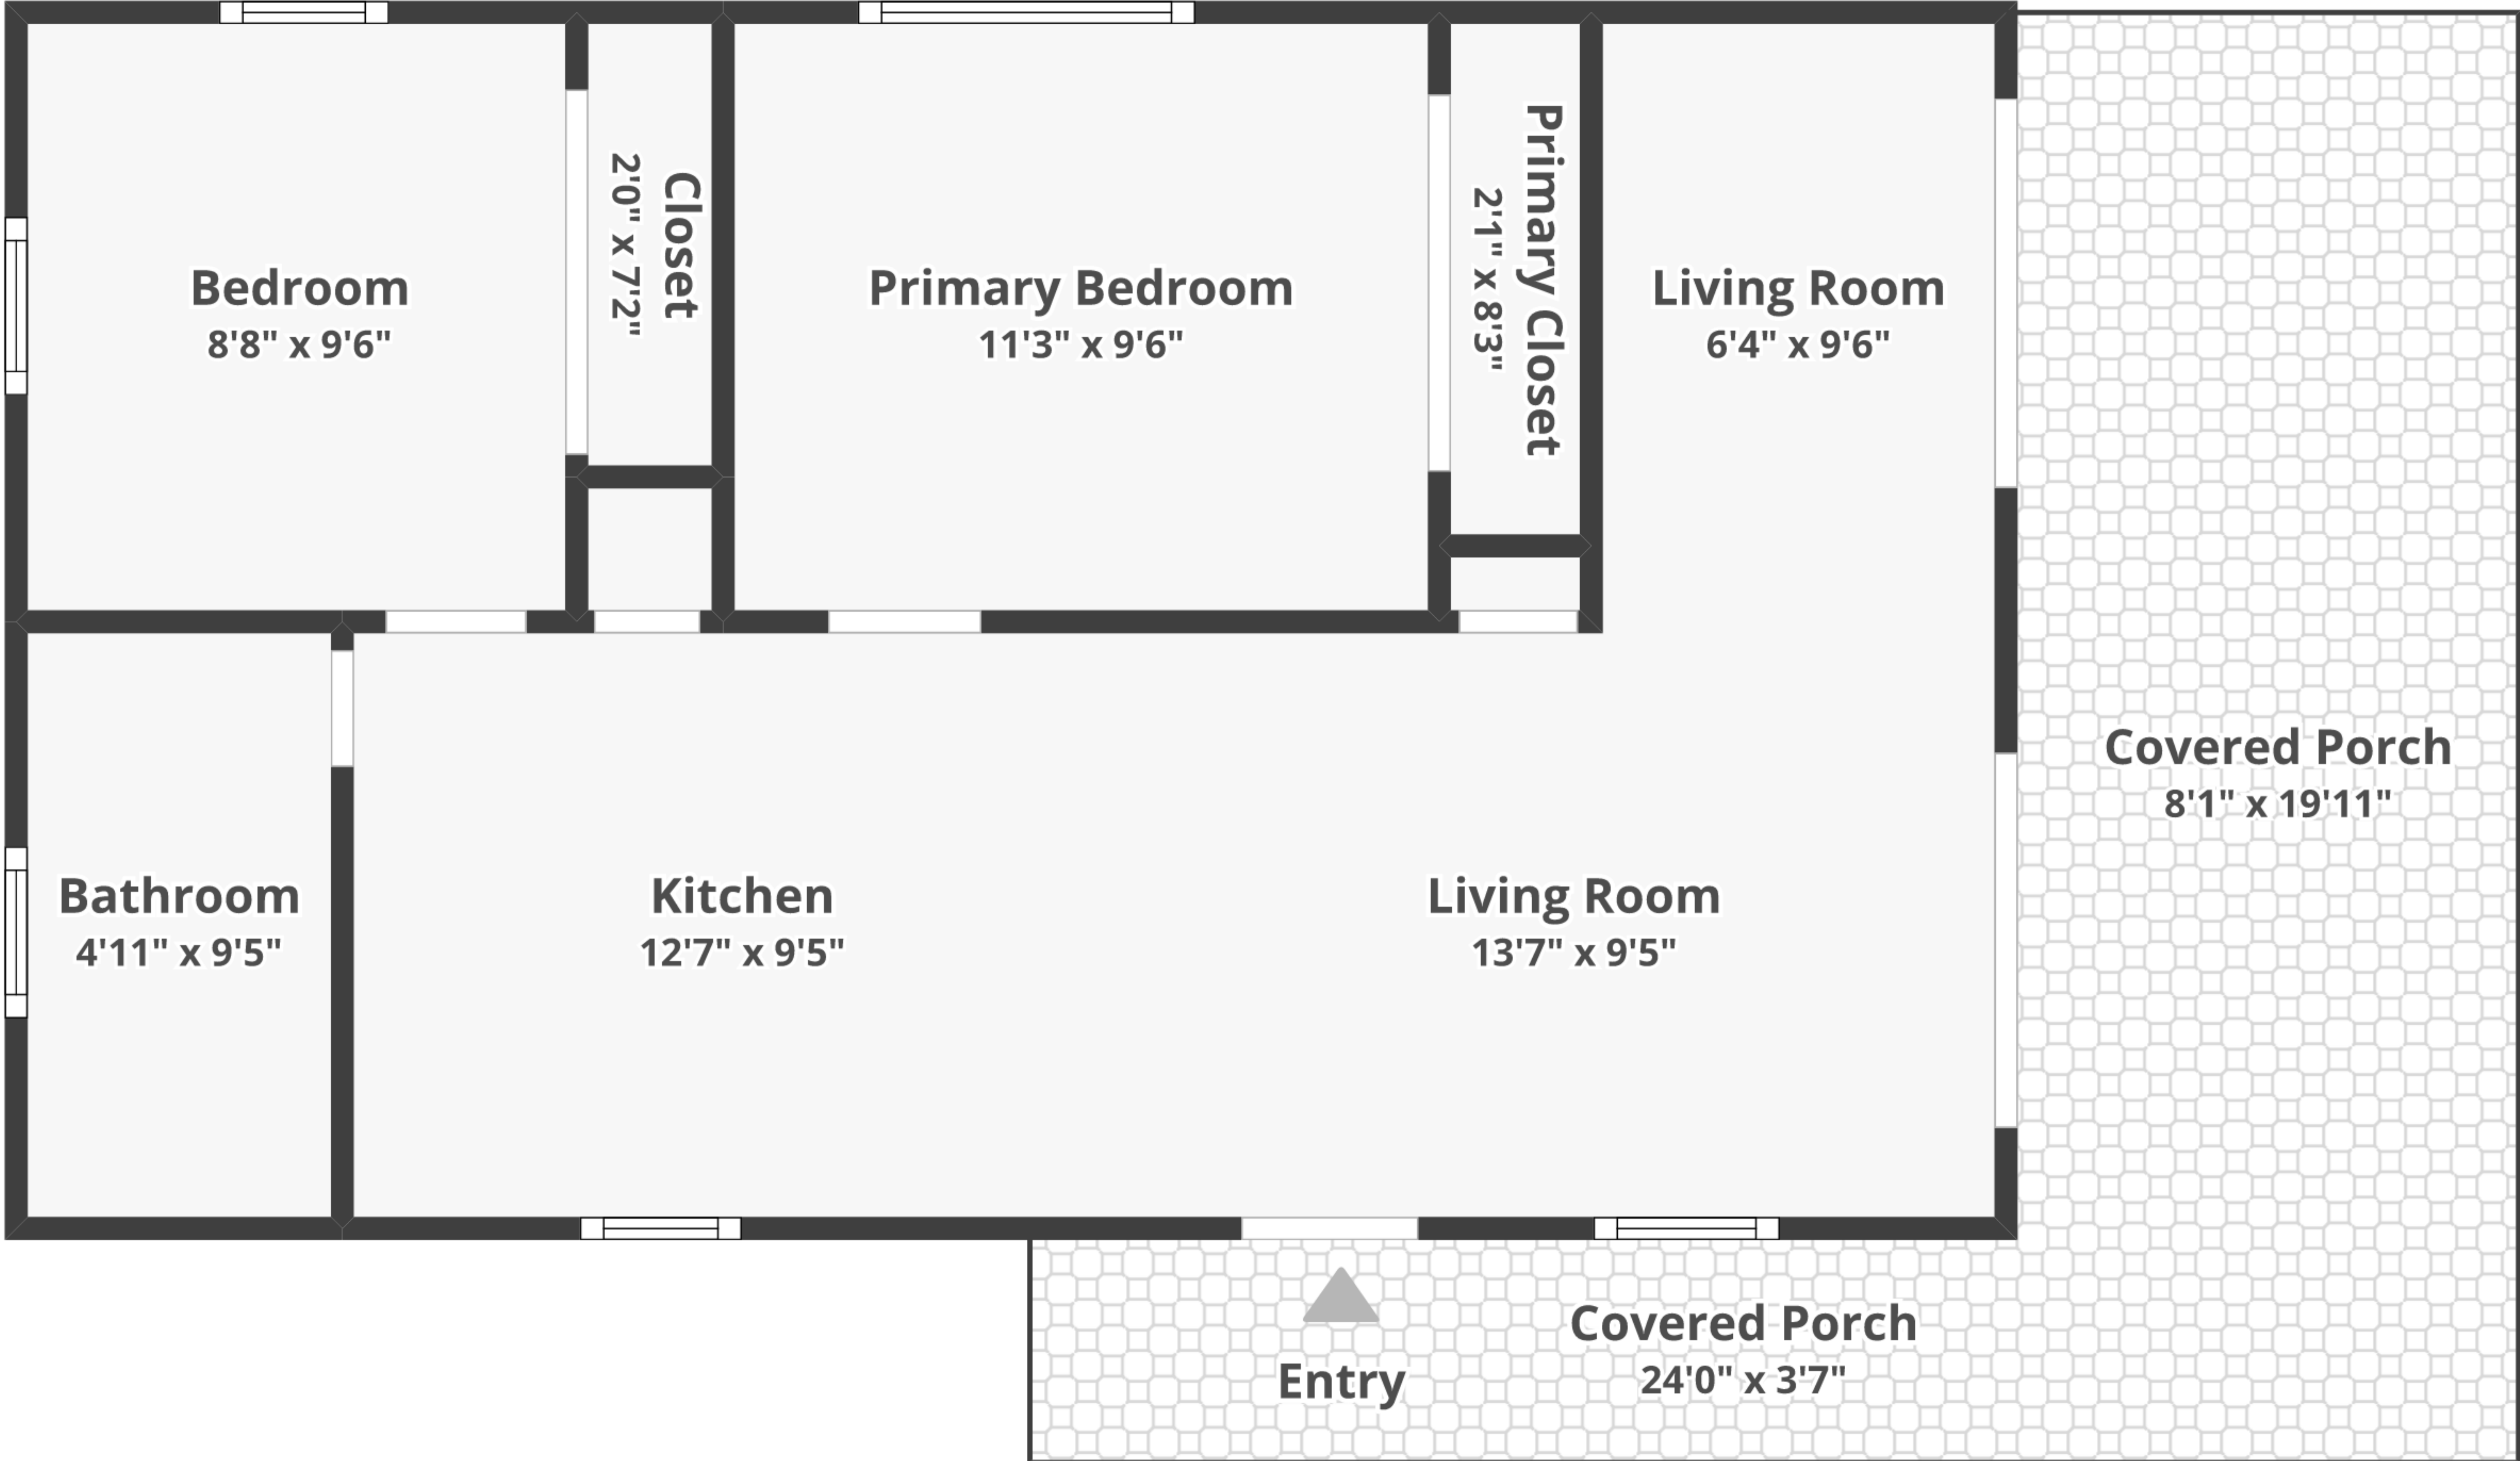 Bedroom
8'8" x 9'6"
Closet
2'0" x 7'2"
Primary Bedroom
11'3" x 9'6"
Primary Closet
2'1" x 8'3"
Living Room
6'4" x 9'6"
Covered Porch
8'1" x 19'11"
Bathroom
4'11" x 9'5"
Kitchen
12'7" x 9'5"
Living Room
13'7" x 9'5"
Covered Porch
24'0" x 3'7"
Entry